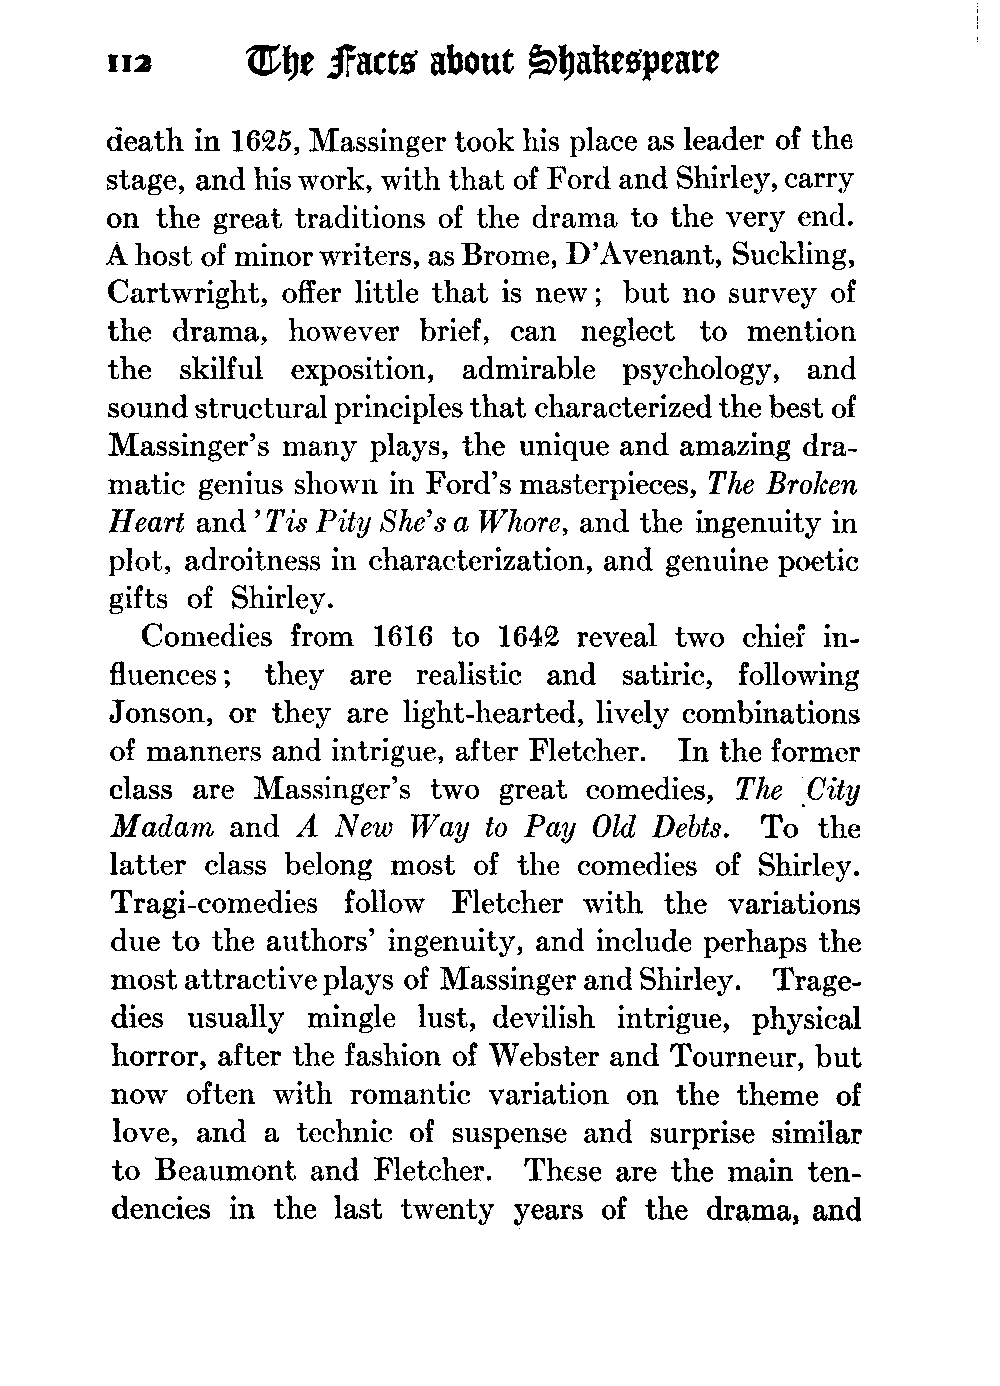 112 The Facts about Shakespeare
death in 1625, Massinger took his place as leader of the
stage, and his work, with that of Ford and Shirley, carry
on the great traditions of the drama to the very end.
A host of minor writers, as Brome, D'Avenant, Suckling,
Cartwright, offer little that is new; but no survey of
the drama, however brief, can neglect to mention
the skilful exposition, admirable psychology, and
sound structural principles that characterized the best of
Massinger's many plays, the unique and amazing dra-
matic genius shown in Ford's masterpieces, The Broken
Heart and 'Tis Pity She's a Whore, and the ingenuity in
plot, adroitness in characterization, and genuine poetic
gifts of Shirley.
Comedies from 1616 to 1642 reveal two chief in-
fluences; they are realistic and satiric, following
Jonson, or they are light-hearted, lively combinations
of manners and intrigue, after Fletcher. In the former
class are Massinger's two great comedies, The City
Madam and A New Way to Pay Old Debts. To the
latter class belong most of the comedies of Shirley.
Tragi-comedies follow Fletcher with the variations
due to the authors' ingenuity, and include perhaps the
most attractive plays of Massinger and Shirley. Trage-
dies usually mingle lust, devilish intrigue, physical
horror, after the fashion of Webster and Tourneur, but
now often with romantic variation on the theme of
love, and a technic of suspense and surprise similar
to Beaumont and Fletcher. These are the main ten-
dencies in the last twenty years of the drama, and